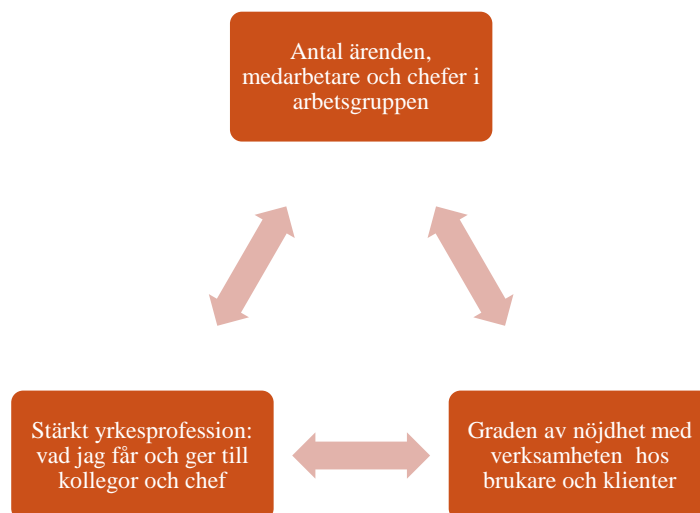 Antal ärenden,
medarbetare och chefer i
arbetsgruppen
Stärkt yrkesprofession:
vad jag får och ger till
kollegor och chef
Graden av nöjdhet med
verksamheten hos
brukare och klienter